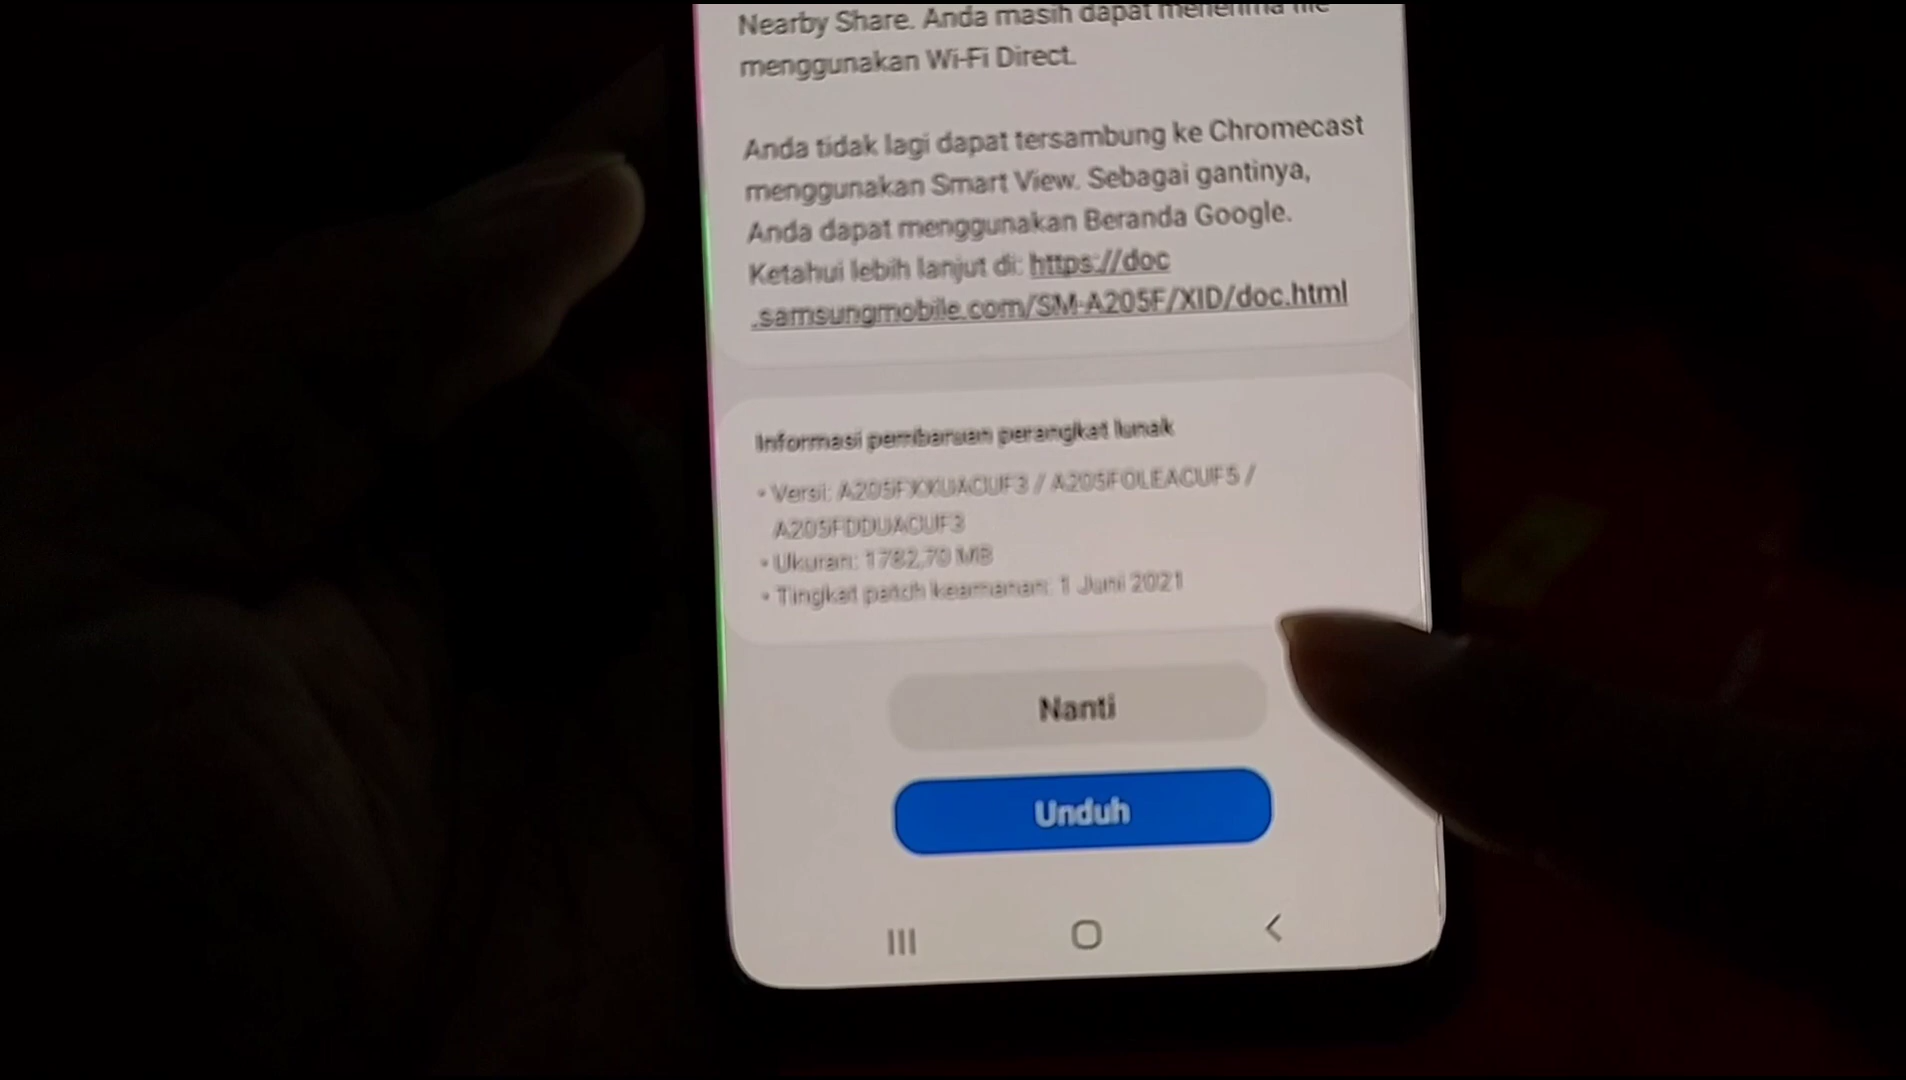 Nearby Share. Anda masih dapat menerima file
menggunakan Wi-Fi Direct.
Anda tidak lagi dapat tersambung ke Chromecast
menggunakan Smart View. Sebagai gantinya,
Anda dapat menggunakan Beranda Google.
Ketahui lebih lanjut di: https://doc
.samsungmobile.com/SM-A205F/XID/doc.html
Informasi pembaruan perangkat lunak
• Versi: A205FXXUACUF3 / A205FOLEACUF5 /
A205FDDUACUF3
• Ukuran: 1782,70 MB
• Tingkat patch keamanan: 1 Juni 2021
Nanti
Unduh